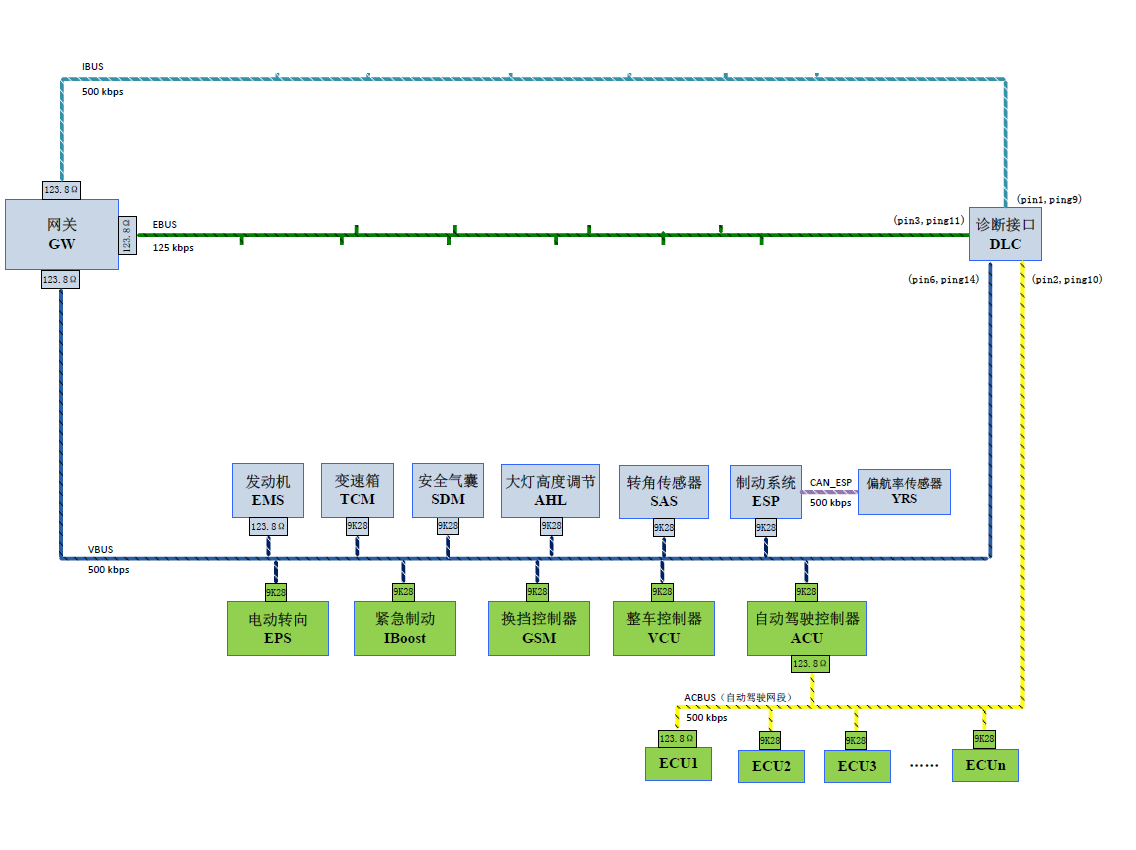 IBUS
500 kbps
123.8Ω
网关
GW
123.8Ω
123.8Ω
EBUS
125 kbps
(pin1,ping9)
(pin3,ping11)
诊断接口
DLC
(pin6,ping14)
(pin2,ping10)
发动机
EMS
123.8Ω
变速箱
TCM
9K28
安全气囊
SDM
9K28
大灯高度调节
AHL
9K28
转角传感器
SAS
9K28
制动系统
ESP
9K28
CAN_ESP
500 kbps
偏航率传感器
YRS
VBUS
500 kbps
9K28
电动转向
EPS
9K28
紧急制动
IBoost
9K28
换挡控制器
GSM
9K28
整车控制器
VCU
9K28
自动驾驶控制器
ACU
123.8Ω
ACBUS（自动驾驶网段）
500 kbps
123.8Ω
ECU1
9K28
ECU2
9K28
ECU3
……
9K28
ECUn